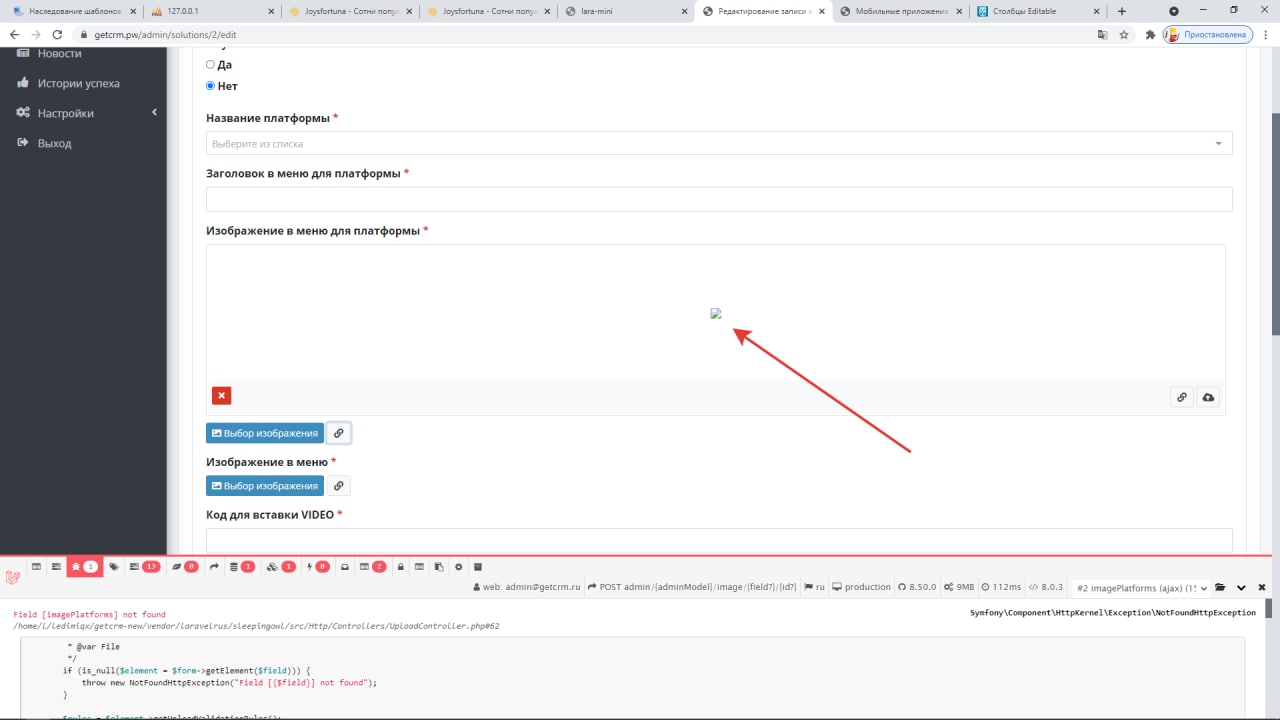 Наследование шаблонов
127.0.0.1
Joysfortuna - Сотни попул
Joysfortuna - Сотни попул
lara-mini
Редактирование записи з
Мобильные приложения
Столбцы Editable
getcrm.pw/admin/solutions/2/edit
Приостановлена
Новости
Истории успеха
Настройки
Выход
Да
Нет
Название платформы *
Выберите из списка
Заголовок в меню для платформы *
Изображение в меню для платформы *
Выбор изображения
Изображение в меню *
Выбор изображения
Код для вставки VIDEO *
1 13 0 1 1 0 2
web: admin@getcrm.ru POST admin/{adminModel}/image/{field?}/{id?} ru production 8.50.0 9MB 112ms 8.0.3 #2 imagePlatforms (ajax)
Field [imagePlatforms] not found Symfony\Component\HttpKernel\Exception\NotFoundHttpException
/home/l/ledimiqx/getcrm-new/vendor/laravelrus/sleepingowl/src/Http/Controllers/UploadController.php#62
* @var File
*/
if (is_null($element = $form->getElement($field))) {
throw new NotFoundHttpException("Field [{$field}] not found");
}